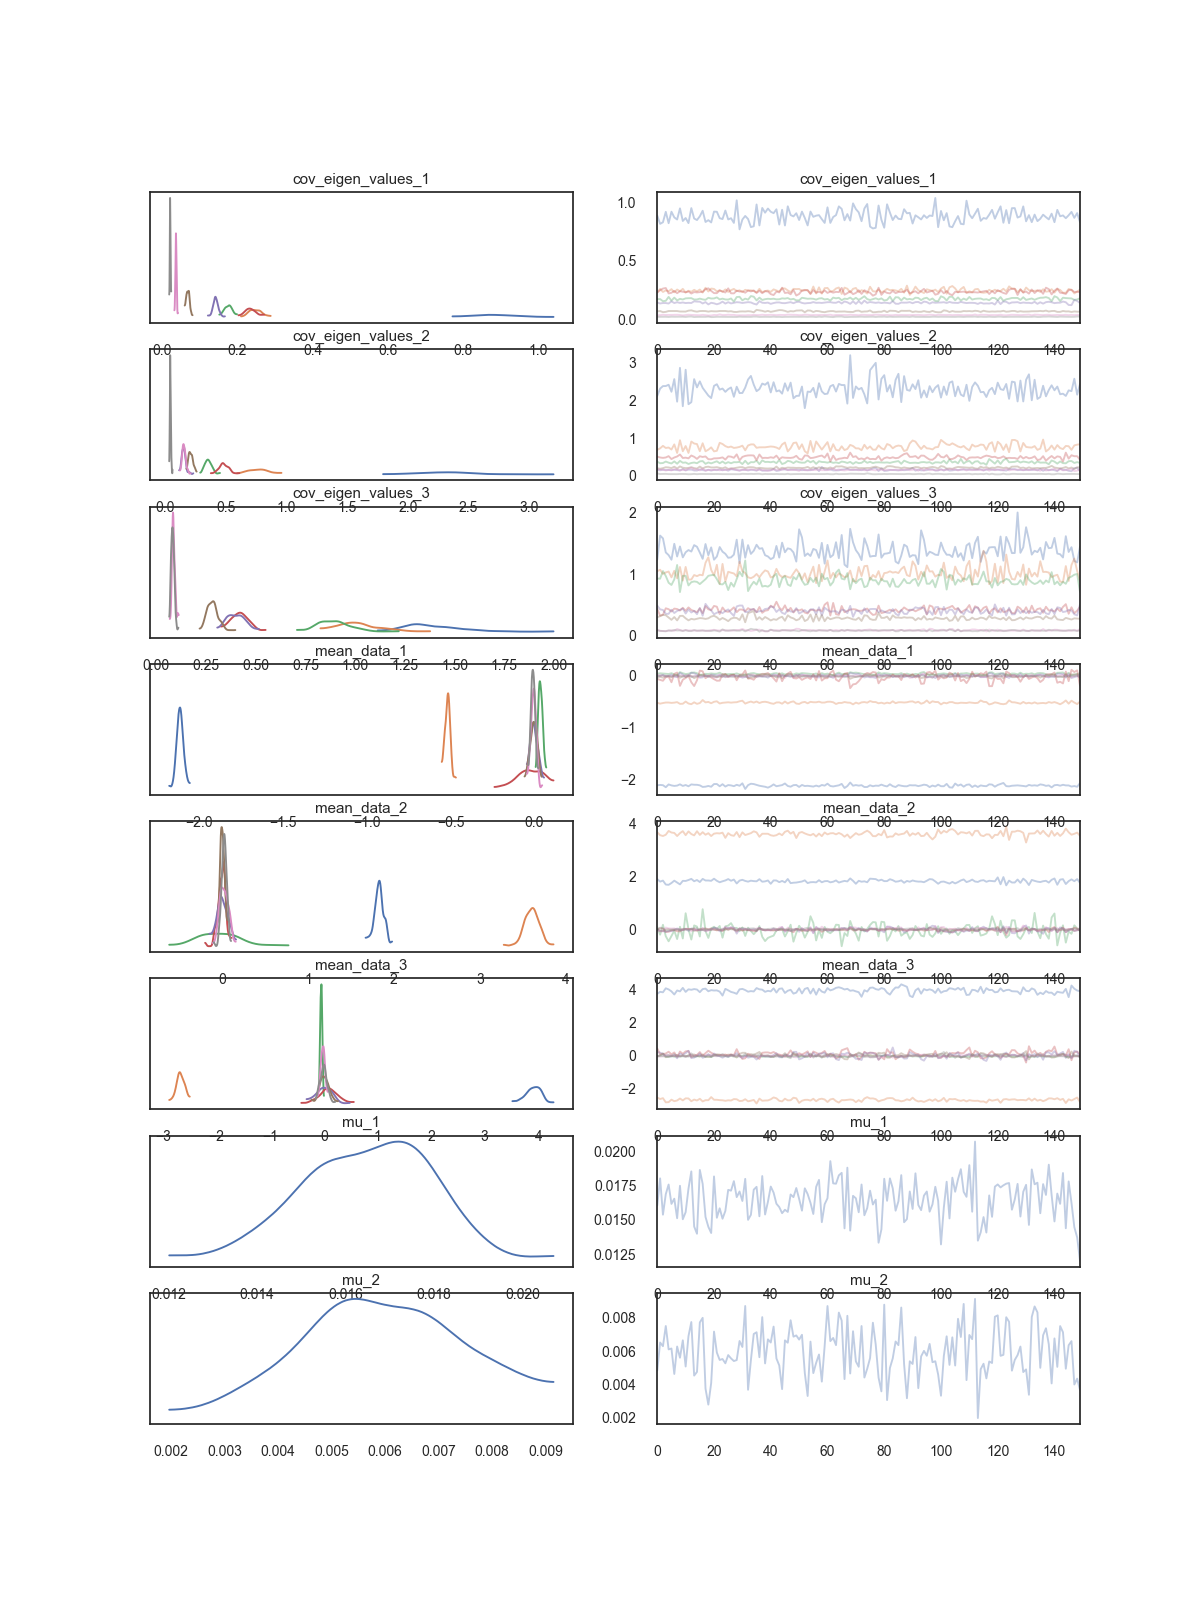 cov_eigen_values_1 cov_eigen_values_1
1.0
0.5
0.0
0.0 0.2 0.4 0.6 0.8 1.0 0 20 40 60 80 100 120 140
cov_eigen_values_2 cov_eigen_values_2
3
2
1
0
0.0 0.5 1.0 1.5 2.0 2.5 3.0 0 20 40 60 80 100 120 140
cov_eigen_values_3 cov_eigen_values_3
2
1
0
0.00 0.25 0.50 0.75 1.00 1.25 1.50 1.75 2.00 0 20 40 60 80 100 120 140
mean_data_1 mean_data_1
0
−1
−2
−2.0 −1.5 −1.0 −0.5 0.0 0 20 40 60 80 100 120 140
mean_data_2 mean_data_2
4
2
0
0 1 2 3 4 0 20 40 60 80 100 120 140
mean_data_3 mean_data_3
4
2
0
−2
−3 −2 −1 0 1 2 3 4 0 20 40 60 80 100 120 140
mu_1 mu_1
0.0200
0.0175
0.0150
0.0125
0.012 0.014 0.016 0.018 0.020 0 20 40 60 80 100 120 140
mu_2 mu_2
0.008
0.006
0.004
0.002
0.002 0.003 0.004 0.005 0.006 0.007 0.008 0.009 0 20 40 60 80 100 120 140